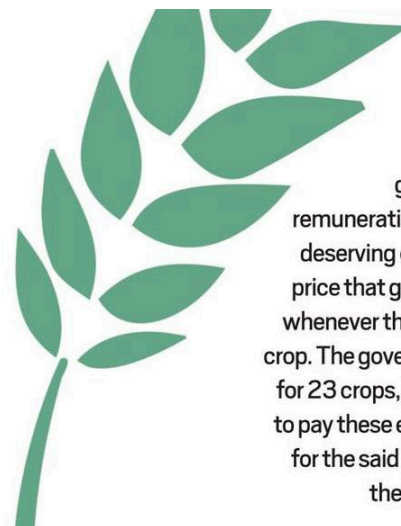 g
remunerati
deserving
price that g
whenever th
crop. The gove
for 23 crops,
to pay these e
for the said
the